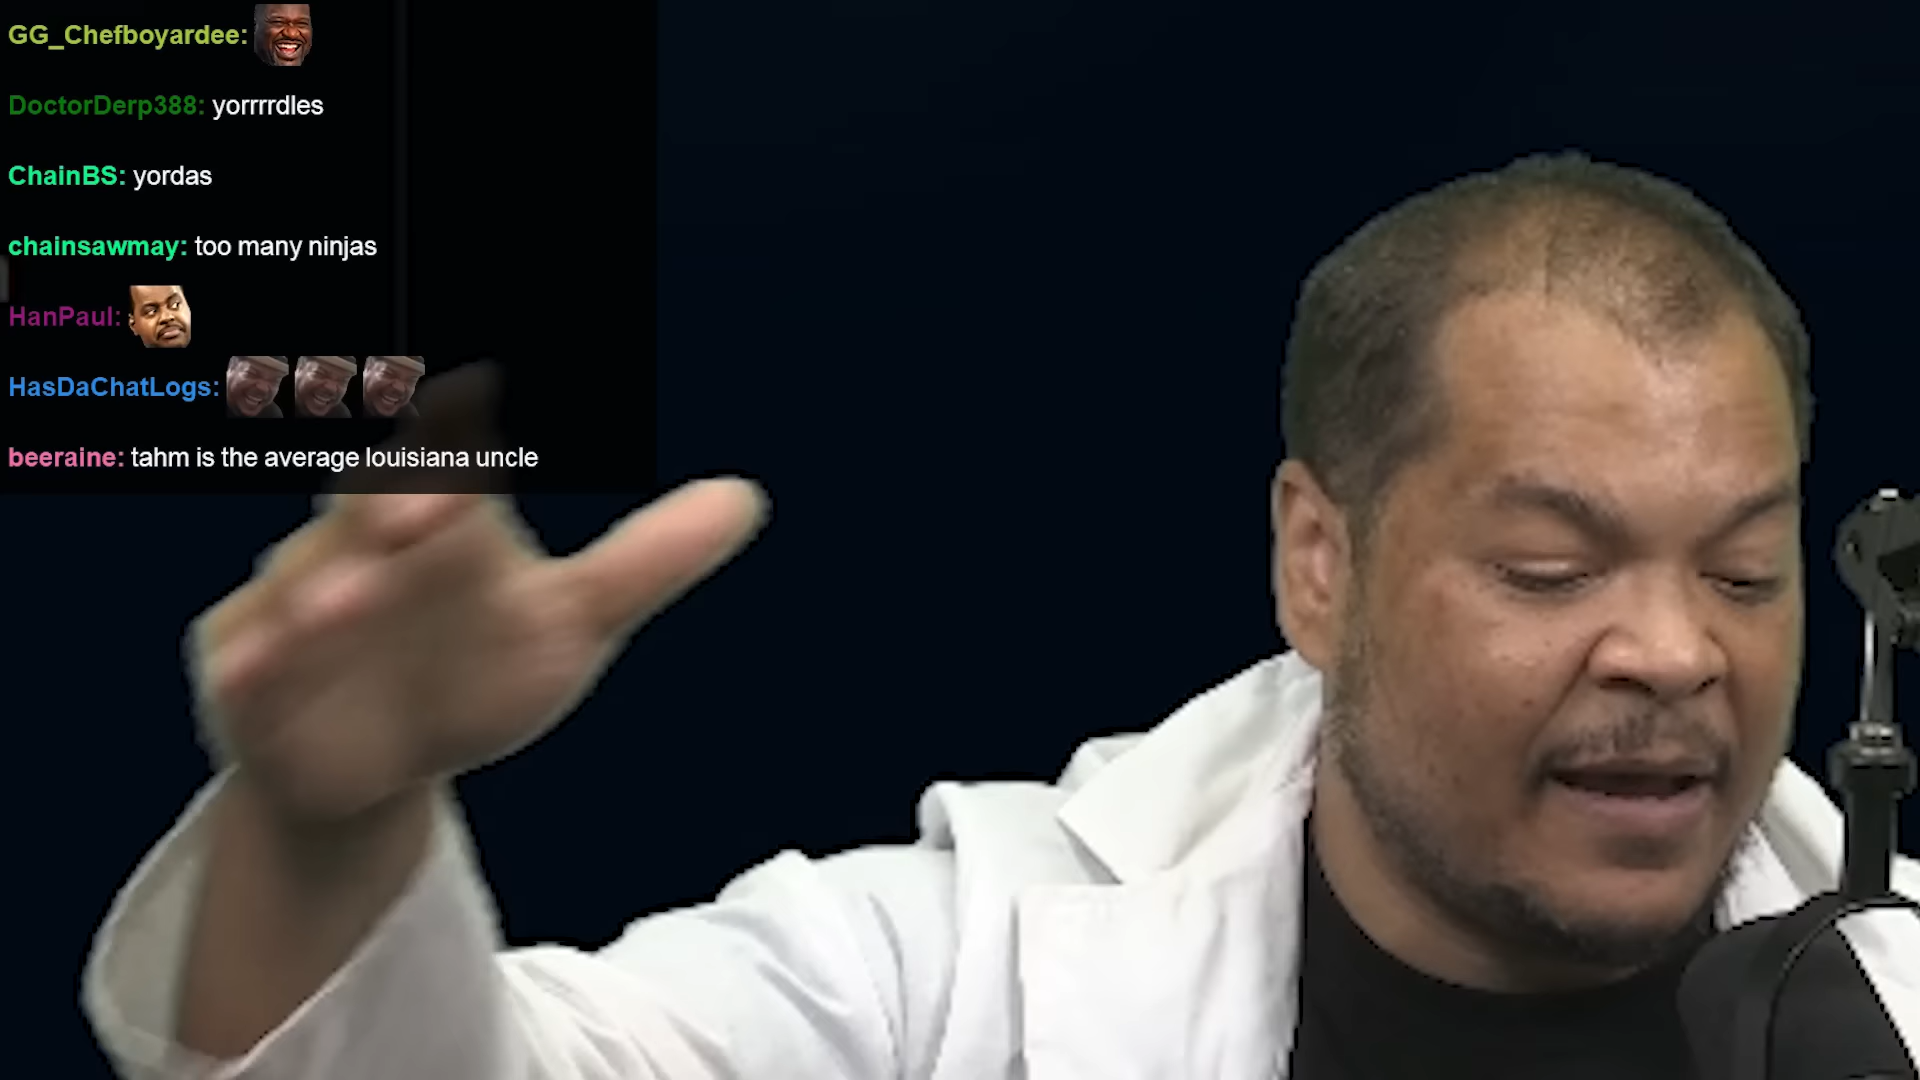 GG_Chefboyardee:
DoctorDerp388: yorrrrdles
ChainBS: yordas
chainsawmay: too many ninjas
HanPaul:
HasDaChatLogs:
beeraine: tahm is the average louisiana uncle